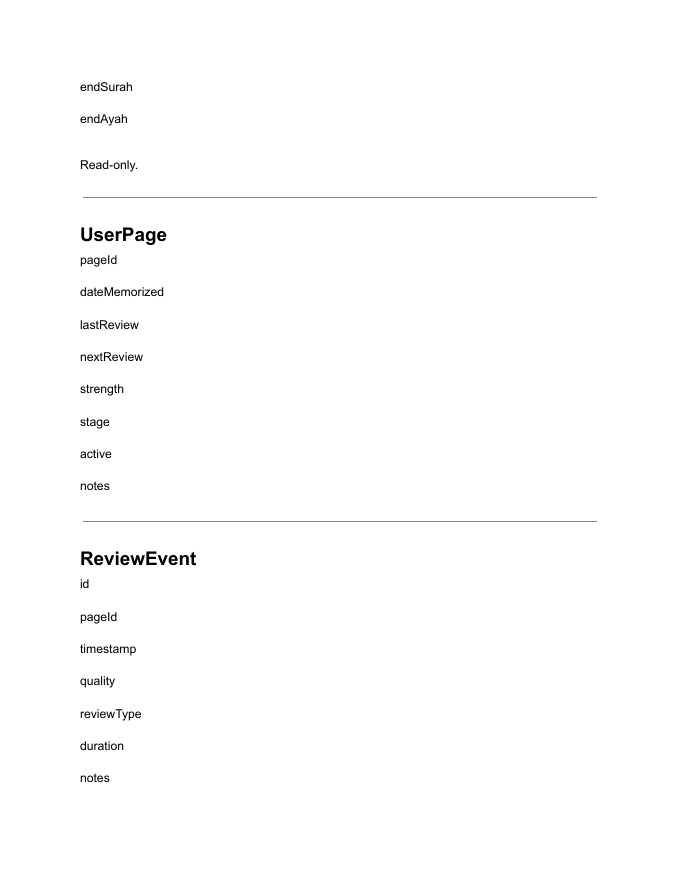 endSurah
endAyah
Read-only.
UserPage
pageId
dateMemorized
lastReview
nextReview
strength
stage
active
notes
ReviewEvent
id
pageId
timestamp
quality
reviewType
duration
notes